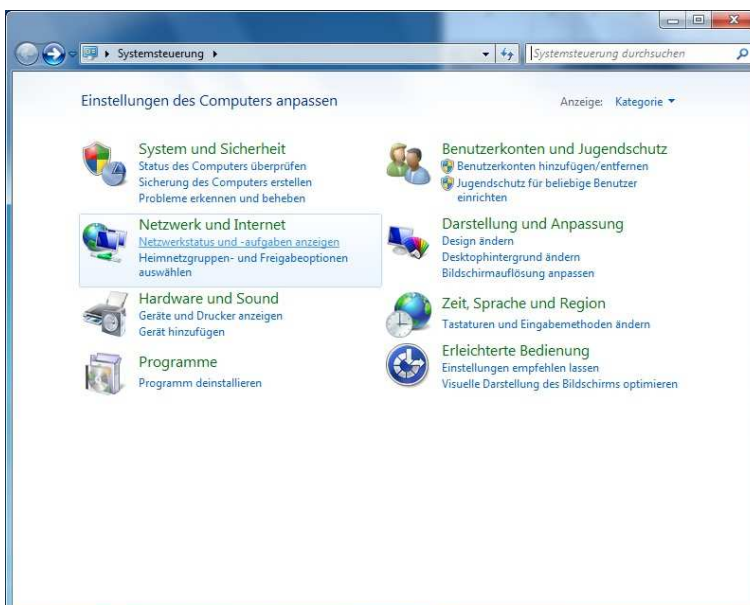 Systemsteuerung
Systemsteuerung durchsuchen
Einstellungen des Computers anpassen
Anzeige: Kategorie
System und Sicherheit
Status des Computers überprüfen
Sicherung des Computers erstellen
Probleme erkennen und beheben
Netzwerk und Internet
Netzwerkstatus und -aufgaben anzeigen
Heimnetzgruppen- und Freigabeoptionen
auswählen
Hardware und Sound
Geräte und Drucker anzeigen
Gerät hinzufügen
Programme
Programm deinstallieren
Benutzerkonten und Jugendschutz
Benutzerkonten hinzufügen/entfernen
Jugendschutz für beliebige Benutzer
einrichten
Darstellung und Anpassung
Design ändern
Desktophintergrund ändern
Bildschirmauflösung anpassen
Zeit, Sprache und Region
Tastaturen und Eingabemethoden ändern
Erleichterte Bedienung
Einstellungen empfehlen lassen
Visuelle Darstellung des Bildschirms optimieren